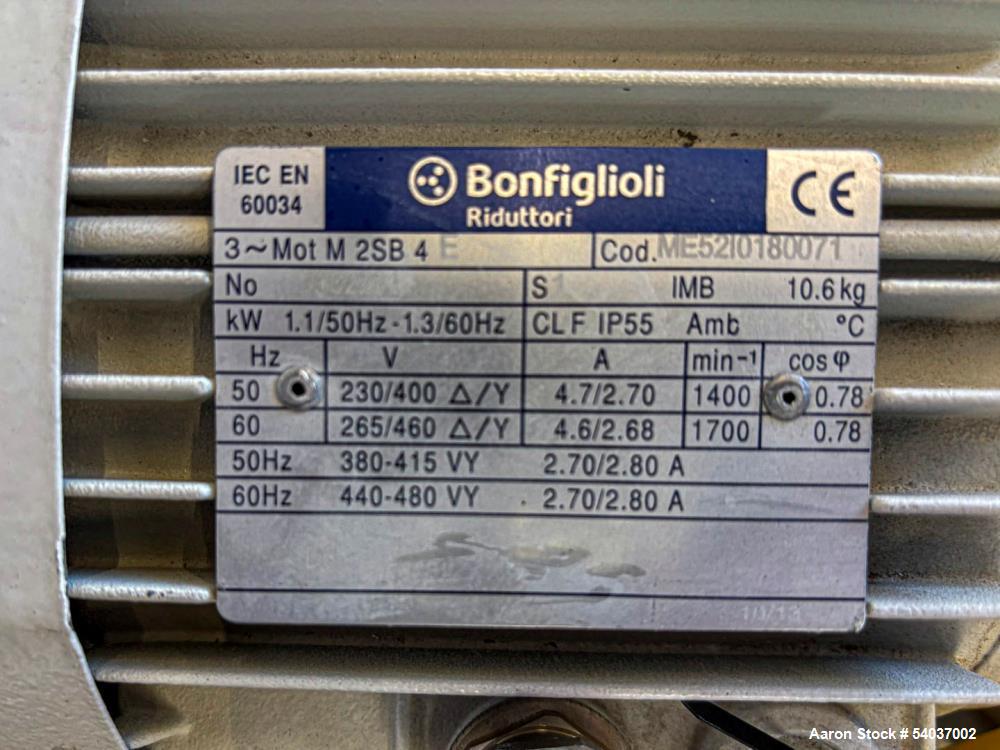 IEC EN 60034
Bonfiglioli
Riduttori
CE
3~Mot M 2SB 4 E Cod. ME52I0180071
No S1 IMB 10.6 kg
kW 1.1/50Hz - 1.3/60Hz CL F IP55 Amb °C
Hz V A min-1 cos φ
50 230/400 Δ/Y 4.7/2.70 1400 0.78
60 265/460 Δ/Y 4.6/2.68 1700 0.78
50Hz 380-415 VY 2.70/2.80 A
60Hz 440-480 VY 2.70/2.80 A
Aaron Stock # 54037002